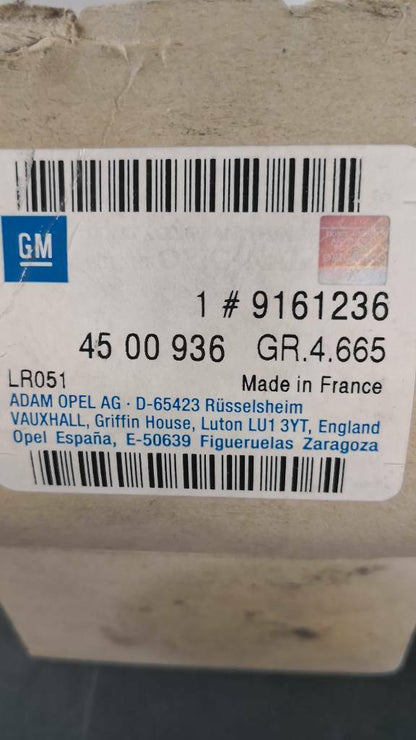 GM
1 # 9161236
45 00 936 GR.4.665
LR051 Made in France
ADAM OPEL AG · D-65423 Rüsselsheim
VAUXHALL, Griffin House, Luton LU1 3YT, England
Opel España, E-50639 Figueruelas Zaragoza